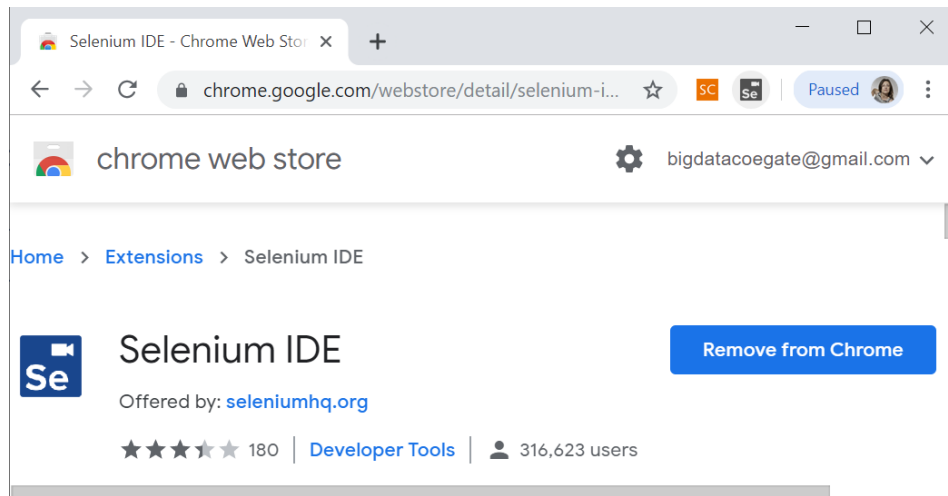 Selenium IDE - Chrome Web Stor
chrome.google.com/webstore/detail/selenium-i...
SC
Se
Paused
chrome web store
bigdatacoegate@gmail.com
Home > Extensions > Selenium IDE
Se
Selenium IDE
Remove from Chrome
Offered by: seleniumhq.org
180 | Developer Tools | 316,623 users